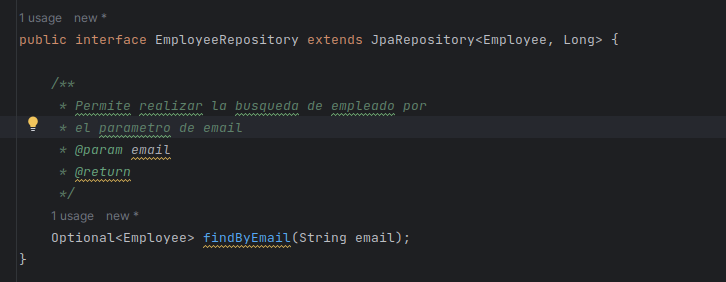 1 usage   new *
public interface EmployeeRepository extends JpaRepository<Employee, Long> {
/**
* Permite realizar la busqueda de empleado por
* el parametro de email
* @param email
* @return
*/
1 usage   new *
Optional<Employee> findByEmail(String email);
}